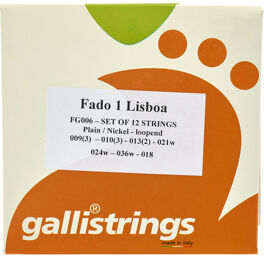 Fado 1 Lisboa
FG006 – SET OF 12 STRINGS
Plain / Nickel - loopend
009(3) – 010(3) - 013(2) - 021w
024w – 036w - 018
gallistrings®
made in italy